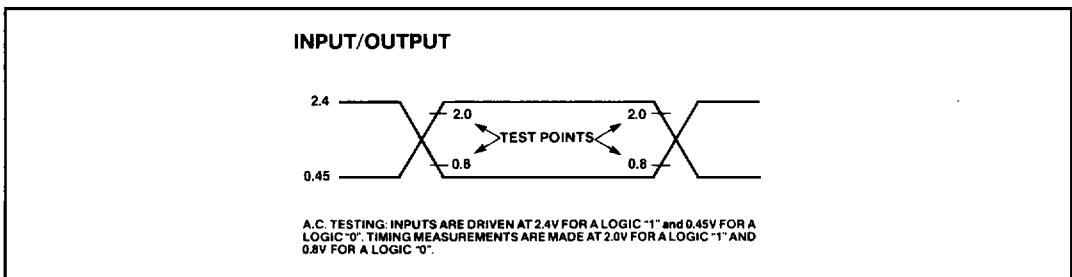 INPUT/OUTPUT
2.4
2.0
2.0
TEST POINTS
0.8
0.8
0.45
A.C. TESTING: INPUTS ARE DRIVEN AT 2.4V FOR A LOGIC "1" and 0.45V FOR A
LOGIC "0". TIMING MEASUREMENTS ARE MADE AT 2.0V FOR A LOGIC "1" AND
0.8V FOR A LOGIC "0".